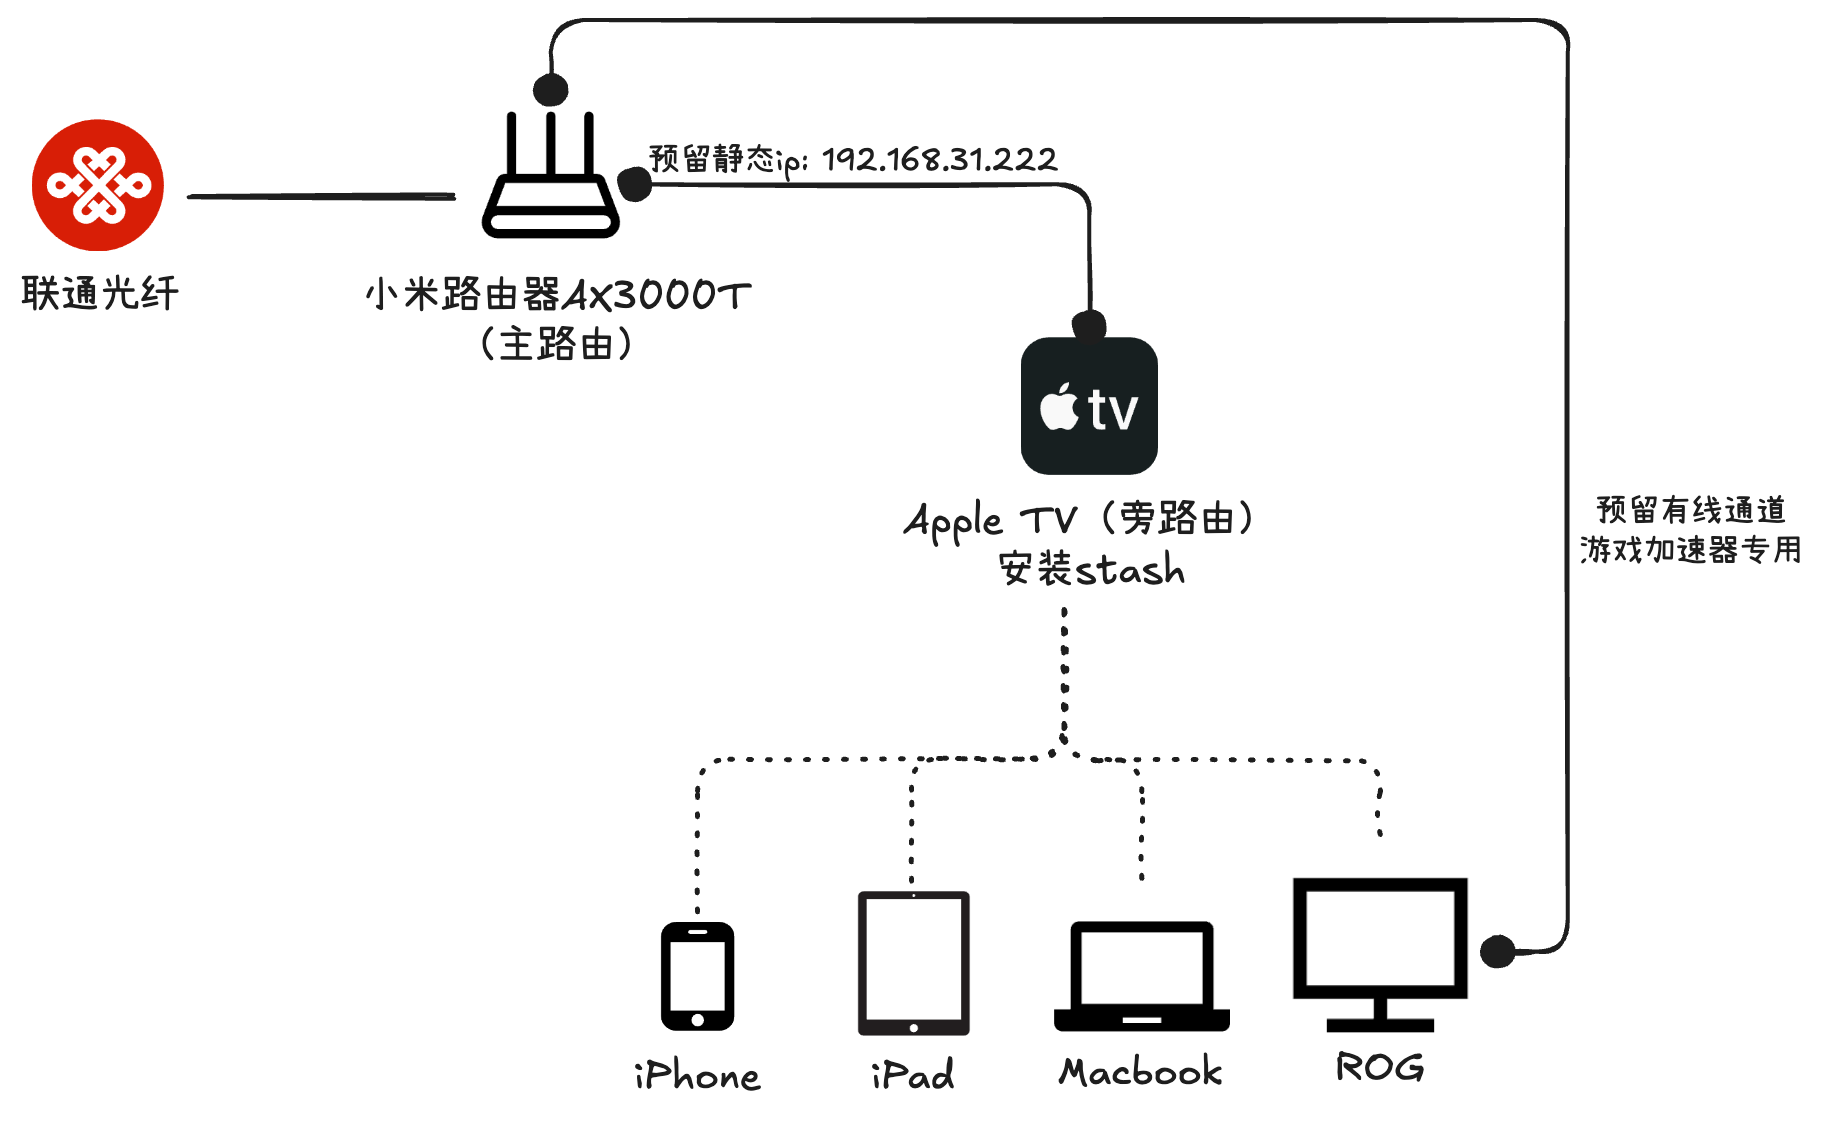 预留静态ip: 192.168.31.222
联通光纤
小米路由器Ax3000T
（主路由）
tv
Apple TV（旁路由）
安装stash
预留有线通道
游戏加速器专用
iPhone
iPad
Macbook
ROG